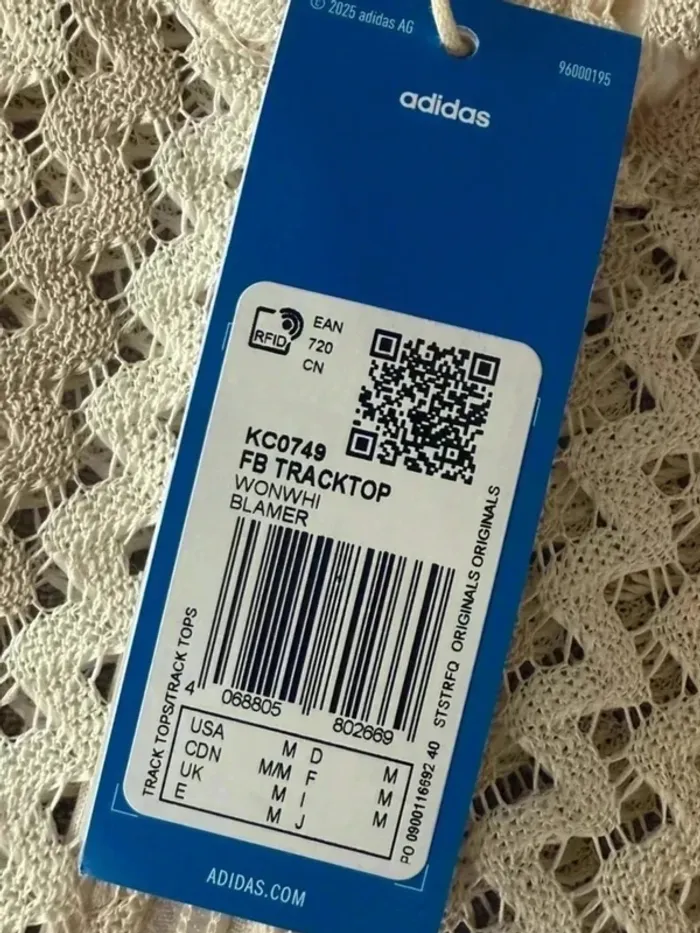 © 2025 adidas AG
96000195
adidas
RFID
EAN
720
CN
KC0749
FB TRACKTOP
WONWHI
BLAMER
TRACK TOPS/TRACK TOPS
STSTRFQ ORIGINALS ORIGINALS
4 068805 802669
USA M D M
CDN M/M F M
UK M I M
E M J
PO 0900116692 40
ADIDAS.COM